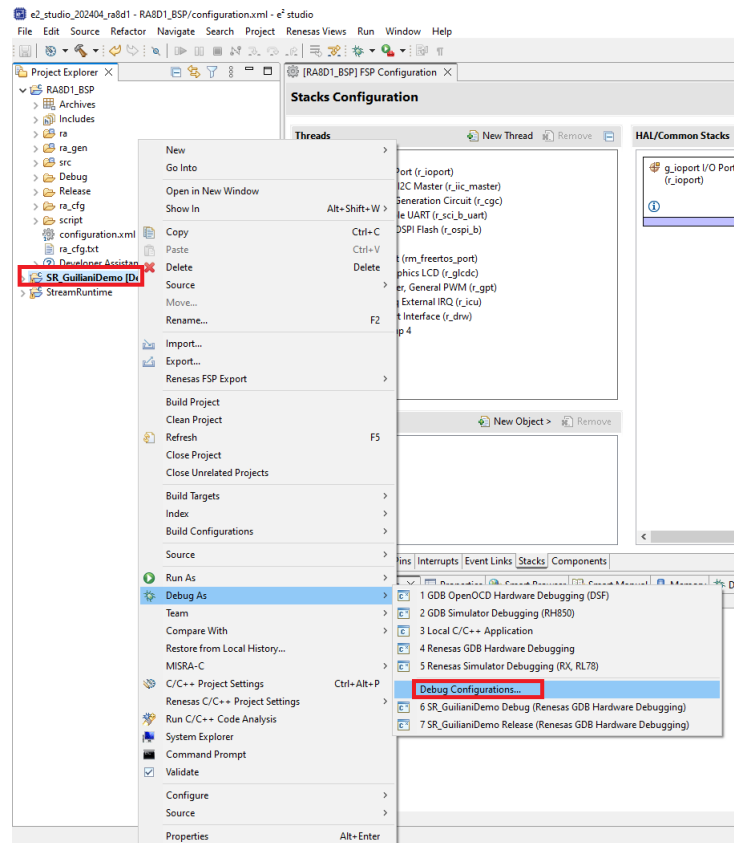 e2_studio_202404_ra8d1 - RA8D1_BSP/configuration.xml - e² studio
File Edit Source Refactor Navigate Search Project Renesas Views Run Window Help
Project Explorer
RA8D1_BSP
Archives
Includes
ra
ra_gen
src
Debug
Release
ra_cfg
script
configuration.xml
ra_cfg.txt
Developer Assistan
SR_GuilianiDemo [De
StreamRuntime
New
Go Into
Open in New Window
Show In Alt+Shift+W >
Copy Ctrl+C
Paste Ctrl+V
Delete Delete
Source
Move...
Rename... F2
Import...
Export...
Renesas FSP Export
Build Project
Clean Project
Refresh F5
Close Project
Close Unrelated Projects
Build Targets
Index
Build Configurations
Source
Run As
Debug As
Team
Compare With
Restore from Local History...
MISRA-C
C/C++ Project Settings Ctrl+Alt+P
Renesas C/C++ Project Settings
Run C/C++ Code Analysis
System Explorer
Command Prompt
Validate
Configure
Source
Properties Alt+Enter
[RA8D1_BSP] FSP Configuration
Stacks Configuration
Threads New Thread Remove
Port (r_ioport)
I2C Master (r_iic_master)
Generation Circuit (r_cgc)
le UART (r_sci_b_uart)
OSPI Flash (r_ospi_b)
t (rm_freertos_port)
phics LCD (r_glcdc)
er, General PWM (r_gpt)
External IRQ (r_icu)
t Interface (r_drw)
p 4
New Object > Remove
HAL/Common Stacks
g_ioport I/O Port
(r_ioport)
Pins Interrupts Event Links Stacks Components
Properties Smart Browser Smart Manual Memory D
1 GDB OpenOCD Hardware Debugging (DSF)
2 GDB Simulator Debugging (RH850)
3 Local C/C++ Application
4 Renesas GDB Hardware Debugging
5 Renesas Simulator Debugging (RX, RL78)
Debug Configurations...
6 SR_GuilianiDemo Debug (Renesas GDB Hardware Debugging)
7 SR_GuilianiDemo Release (Renesas GDB Hardware Debugging)